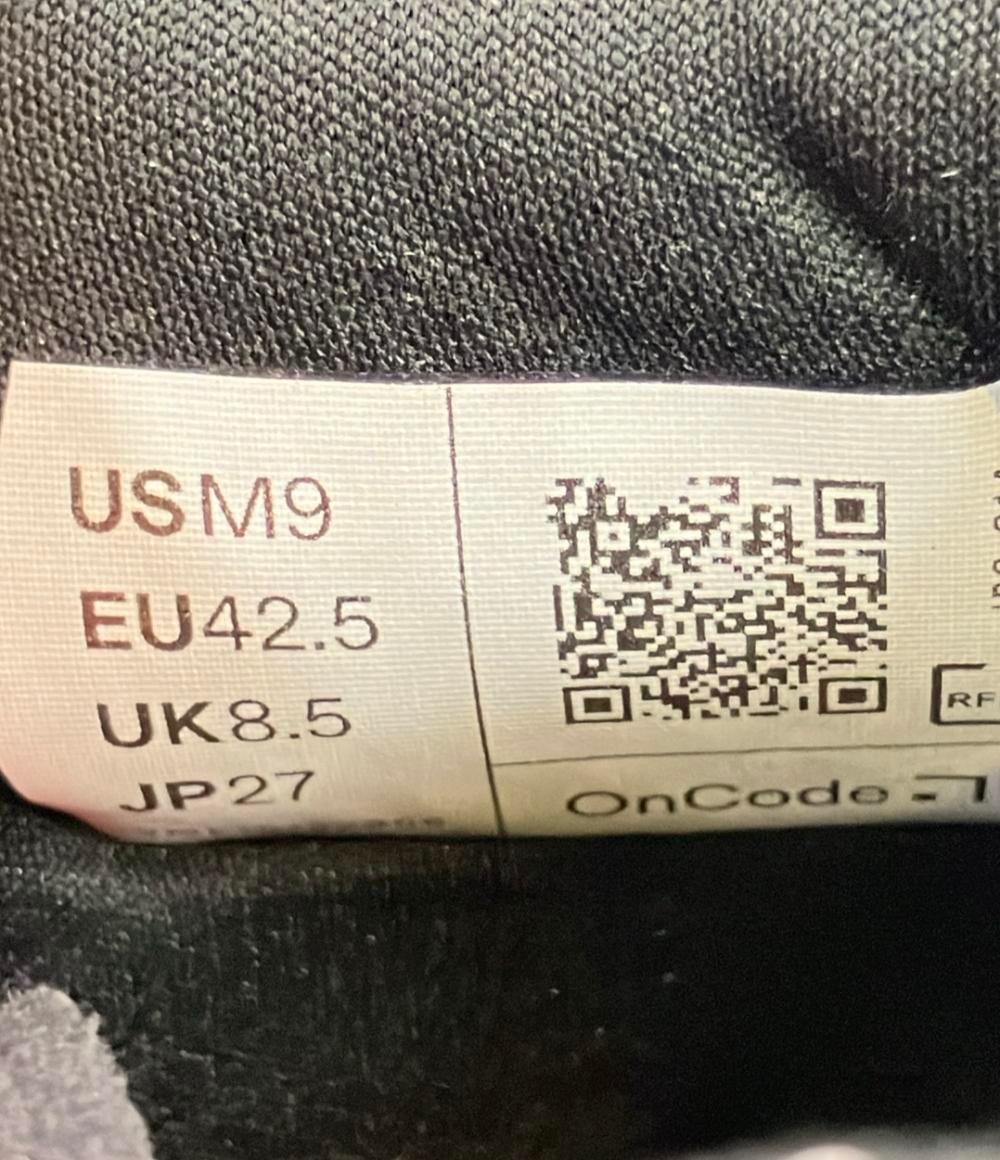 USM9
EU42.5
UK8.5
JP27
RF
OnCode